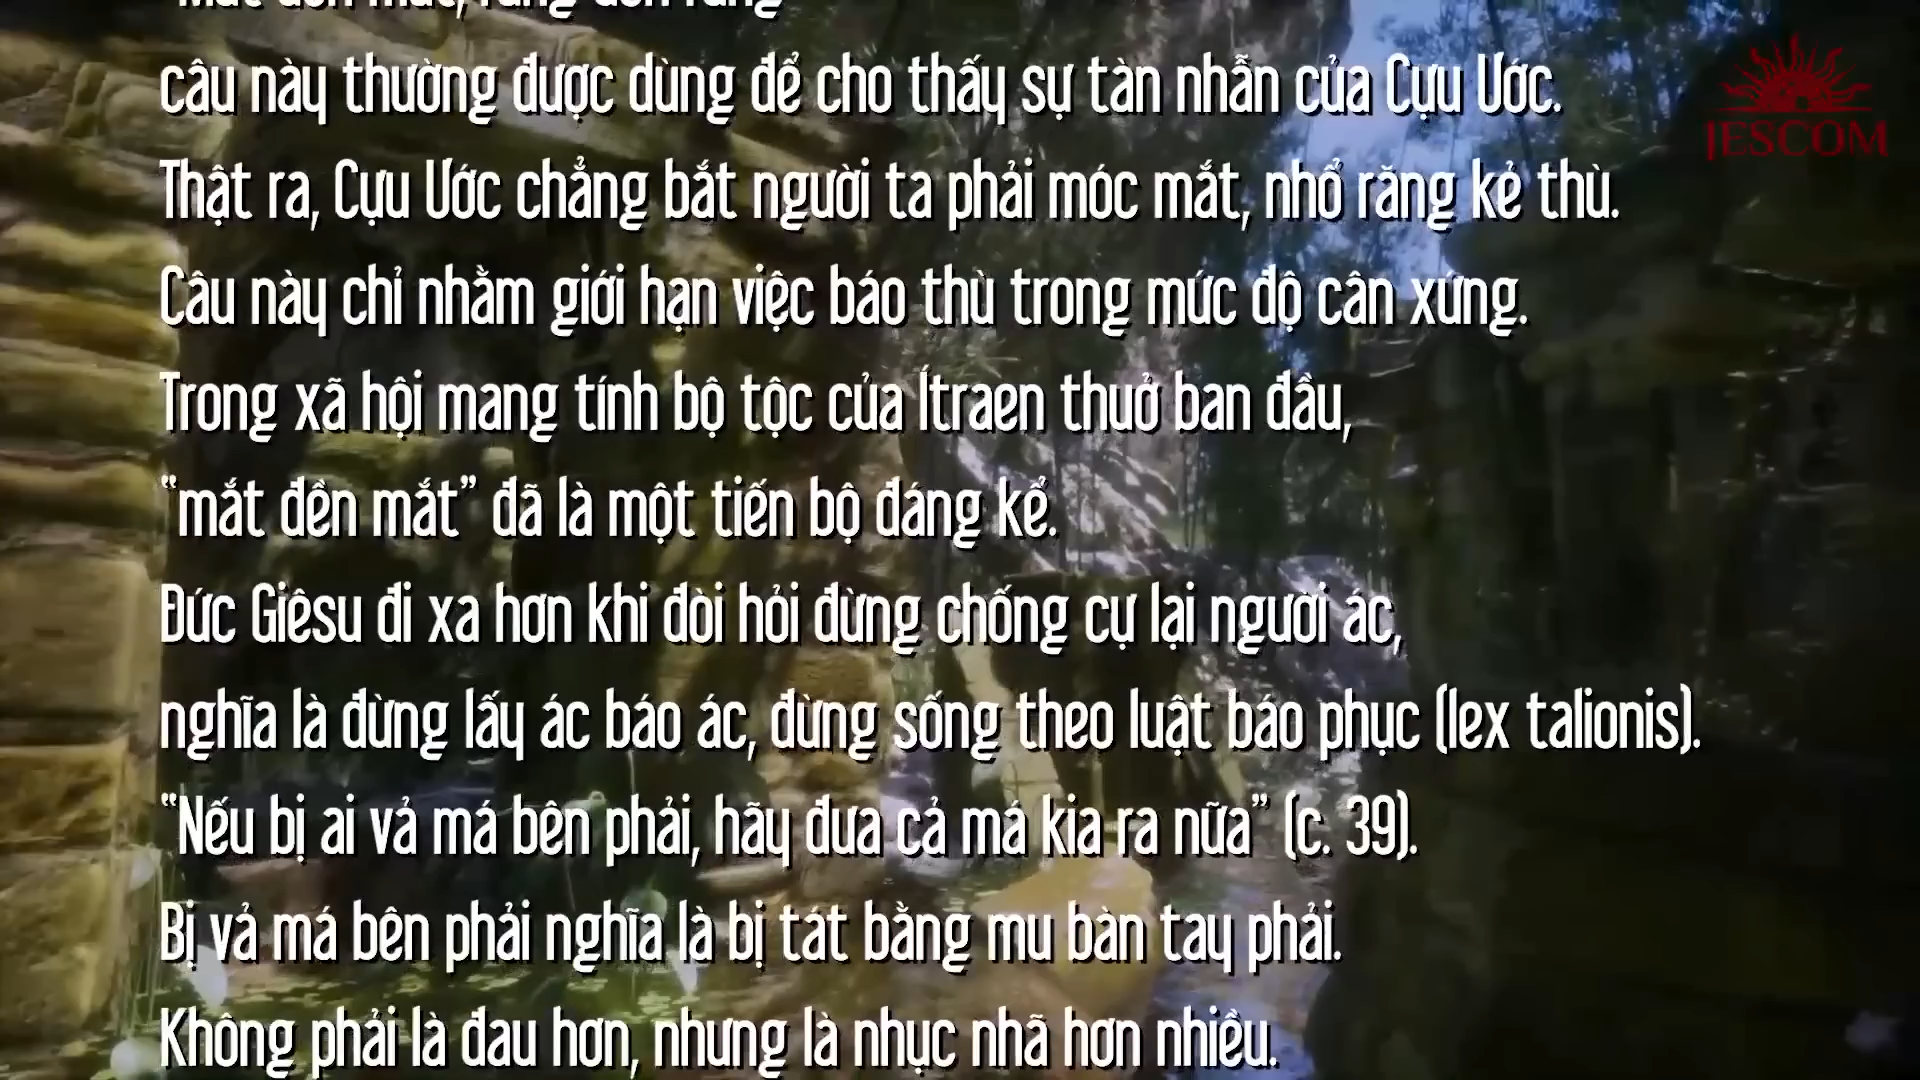 “Mắt đền mắt, răng đền răng”
câu này thường được dùng để cho thấy sự tàn nhẫn của Cựu Ước.
Thật ra, Cựu Ước chẳng bắt người ta phải móc mắt, nhổ răng kẻ thù.
Câu này chỉ nhằm giới hạn việc báo thù trong mức độ cân xứng.
Trong xã hội mang tính bộ tộc của Ítraen thuở ban đầu,
“mắt đền mắt” đã là một tiến bộ đáng kể.
Đức Giêsu đi xa hơn khi đòi hỏi đừng chống cự lại người ác,
nghĩa là đừng lấy ác báo ác, đừng sống theo luật báo phục (lex talionis).
“Nếu bị ai vả má bên phải, hãy đưa cả má kia ra nữa” (c. 39).
Bị vả má bên phải nghĩa là bị tát bằng mu bàn tay phải.
Không phải là đau hơn, nhưng là nhục nhã hơn nhiều.
JESCOM